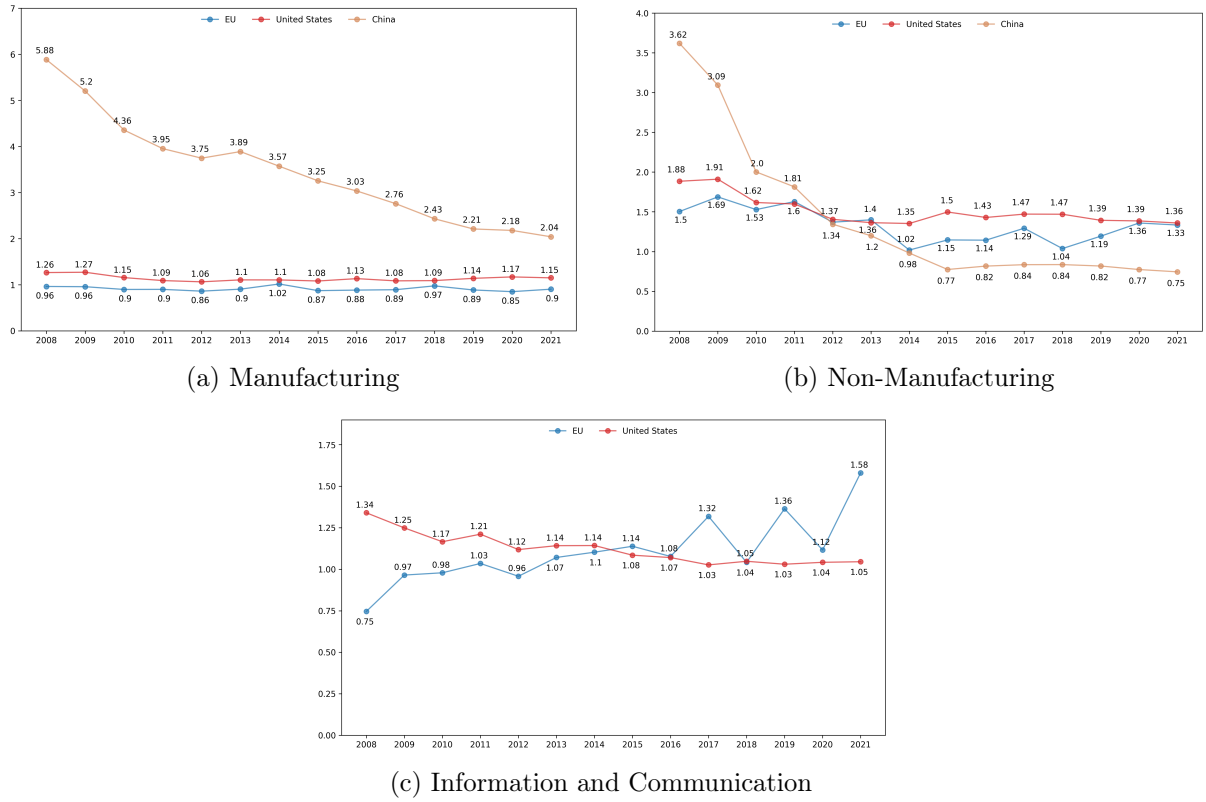 EU United States China
7
6
5
4
3
2
1
0
5.88 5.2 4.36 3.95 3.75 3.89 3.57 3.25 3.03 2.76 2.43 2.21 2.18 2.04
1.26 1.27 1.15 1.09 1.06 1.1 1.1 1.08 1.13 1.08 1.09 1.14 1.17 1.15
0.96 0.96 0.9 0.9 0.86 0.9 1.02 0.87 0.88 0.89 0.97 0.89 0.85 0.9
2008 2009 2010 2011 2012 2013 2014 2015 2016 2017 2018 2019 2020 2021
(a) Manufacturing
EU United States China
4.0
3.5
3.0
2.5
2.0
1.5
1.0
0.5
0.0
3.62 3.09 2.0 1.81 1.34 1.2 0.98 0.77 0.82 0.84 0.84 0.82 0.77 0.75
1.88 1.91 1.62 1.6 1.37 1.4 1.35 1.5 1.43 1.47 1.47 1.39 1.39 1.36
1.5 1.69 1.53 1.36 1.02 1.15 1.14 1.29 1.04 1.19 1.36 1.33
2008 2009 2010 2011 2012 2013 2014 2015 2016 2017 2018 2019 2020 2021
(b) Non-Manufacturing
EU United States
1.75
1.50
1.25
1.00
0.75
0.50
0.25
0.00
1.34 1.25 1.17 1.21 1.12 1.14 1.14 1.14 1.08 1.32 1.05 1.36 1.12 1.58
0.75 0.97 0.98 1.03 0.96 1.07 1.1 1.08 1.07 1.03 1.04 1.03 1.04 1.05
2008 2009 2010 2011 2012 2013 2014 2015 2016 2017 2018 2019 2020 2021
(c) Information and Communication